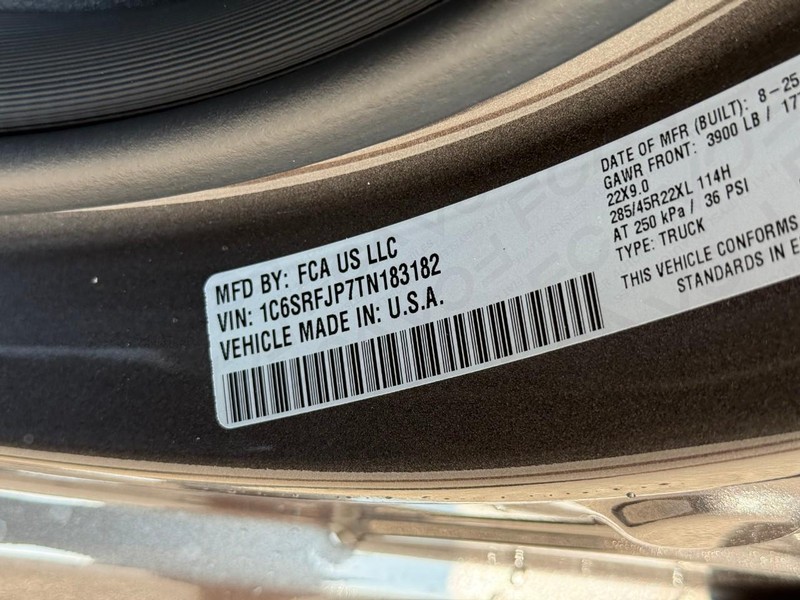 MFD BY: FCA US LLC
VIN: 1C6SRFJP7TN183182
VEHICLE MADE IN: U.S.A.
DATE OF MFR (BUILT): 8-25
GAWR FRONT: 3900 LB / 17
22X9.0
285/45R22XL 114H
AT 250 kPa / 36 PSI
TYPE: TRUCK
THIS VEHICLE CONFORMS
STANDARDS IN E